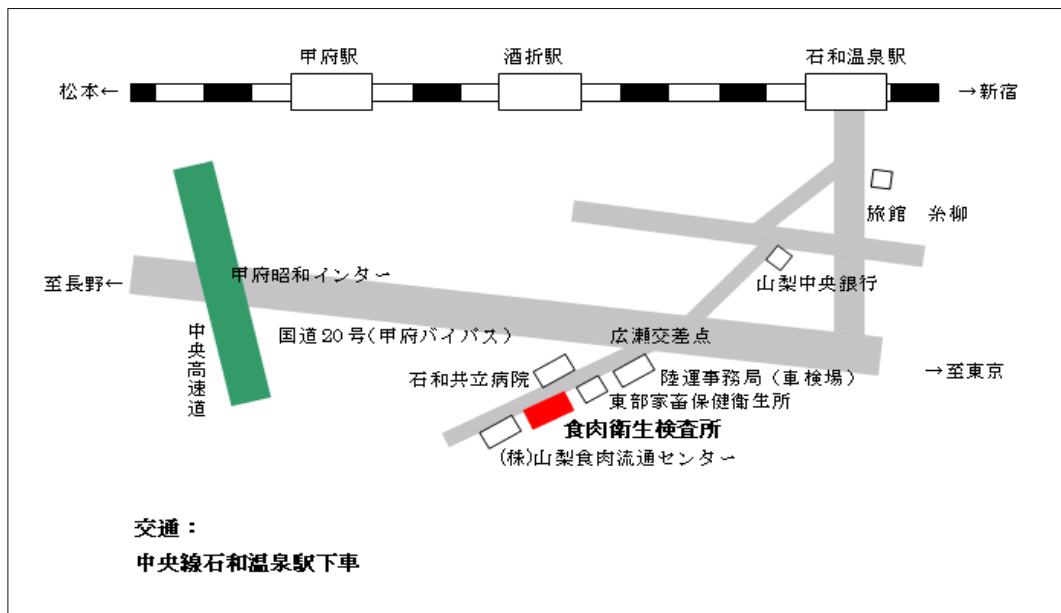 甲府駅
酒折駅
石和温泉駅
松本←
→新宿
旅館 糸柳
甲府昭和インター
至長野←
山梨中央銀行
中央高速道
国道20号(甲府バイパス)
広瀬交差点
石和共立病院
陸運事務局(車検場)
→至東京
東部家畜保健衛生所
食肉衛生検査所
(株)山梨食肉流通センター
交通:
中央線石和温泉駅下車